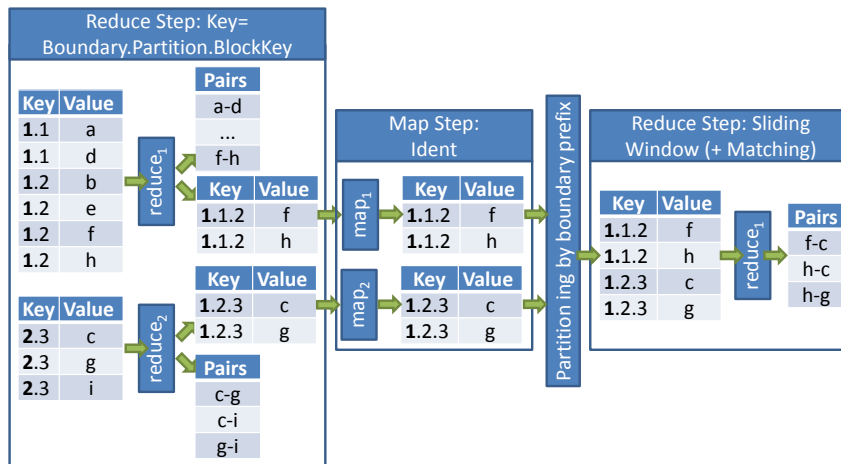 Reduce Step: Key=
Boundary.Partition.BlockKey
Key Value
1.1 a
1.1 d
1.2 b
1.2 e
1.2 f
1.2 h
reduce1
Pairs
a-d
...
f-h
Key Value
1.1.2 f
1.1.2 h
Key Value
2.3 c
2.3 g
2.3 i
reduce2
Key Value
1.2.3 c
1.2.3 g
Pairs
c-g
c-i
g-i
Map Step:
Ident
map1
Key Value
1.1.2 f
1.1.2 h
map2
Key Value
1.2.3 c
1.2.3 g
Partition ing by boundary prefix
Reduce Step: Sliding
Window (+ Matching)
Key Value
1.1.2 f
1.1.2 h
1.2.3 c
1.2.3 g
reduce1
Pairs
f-c
h-c
h-g